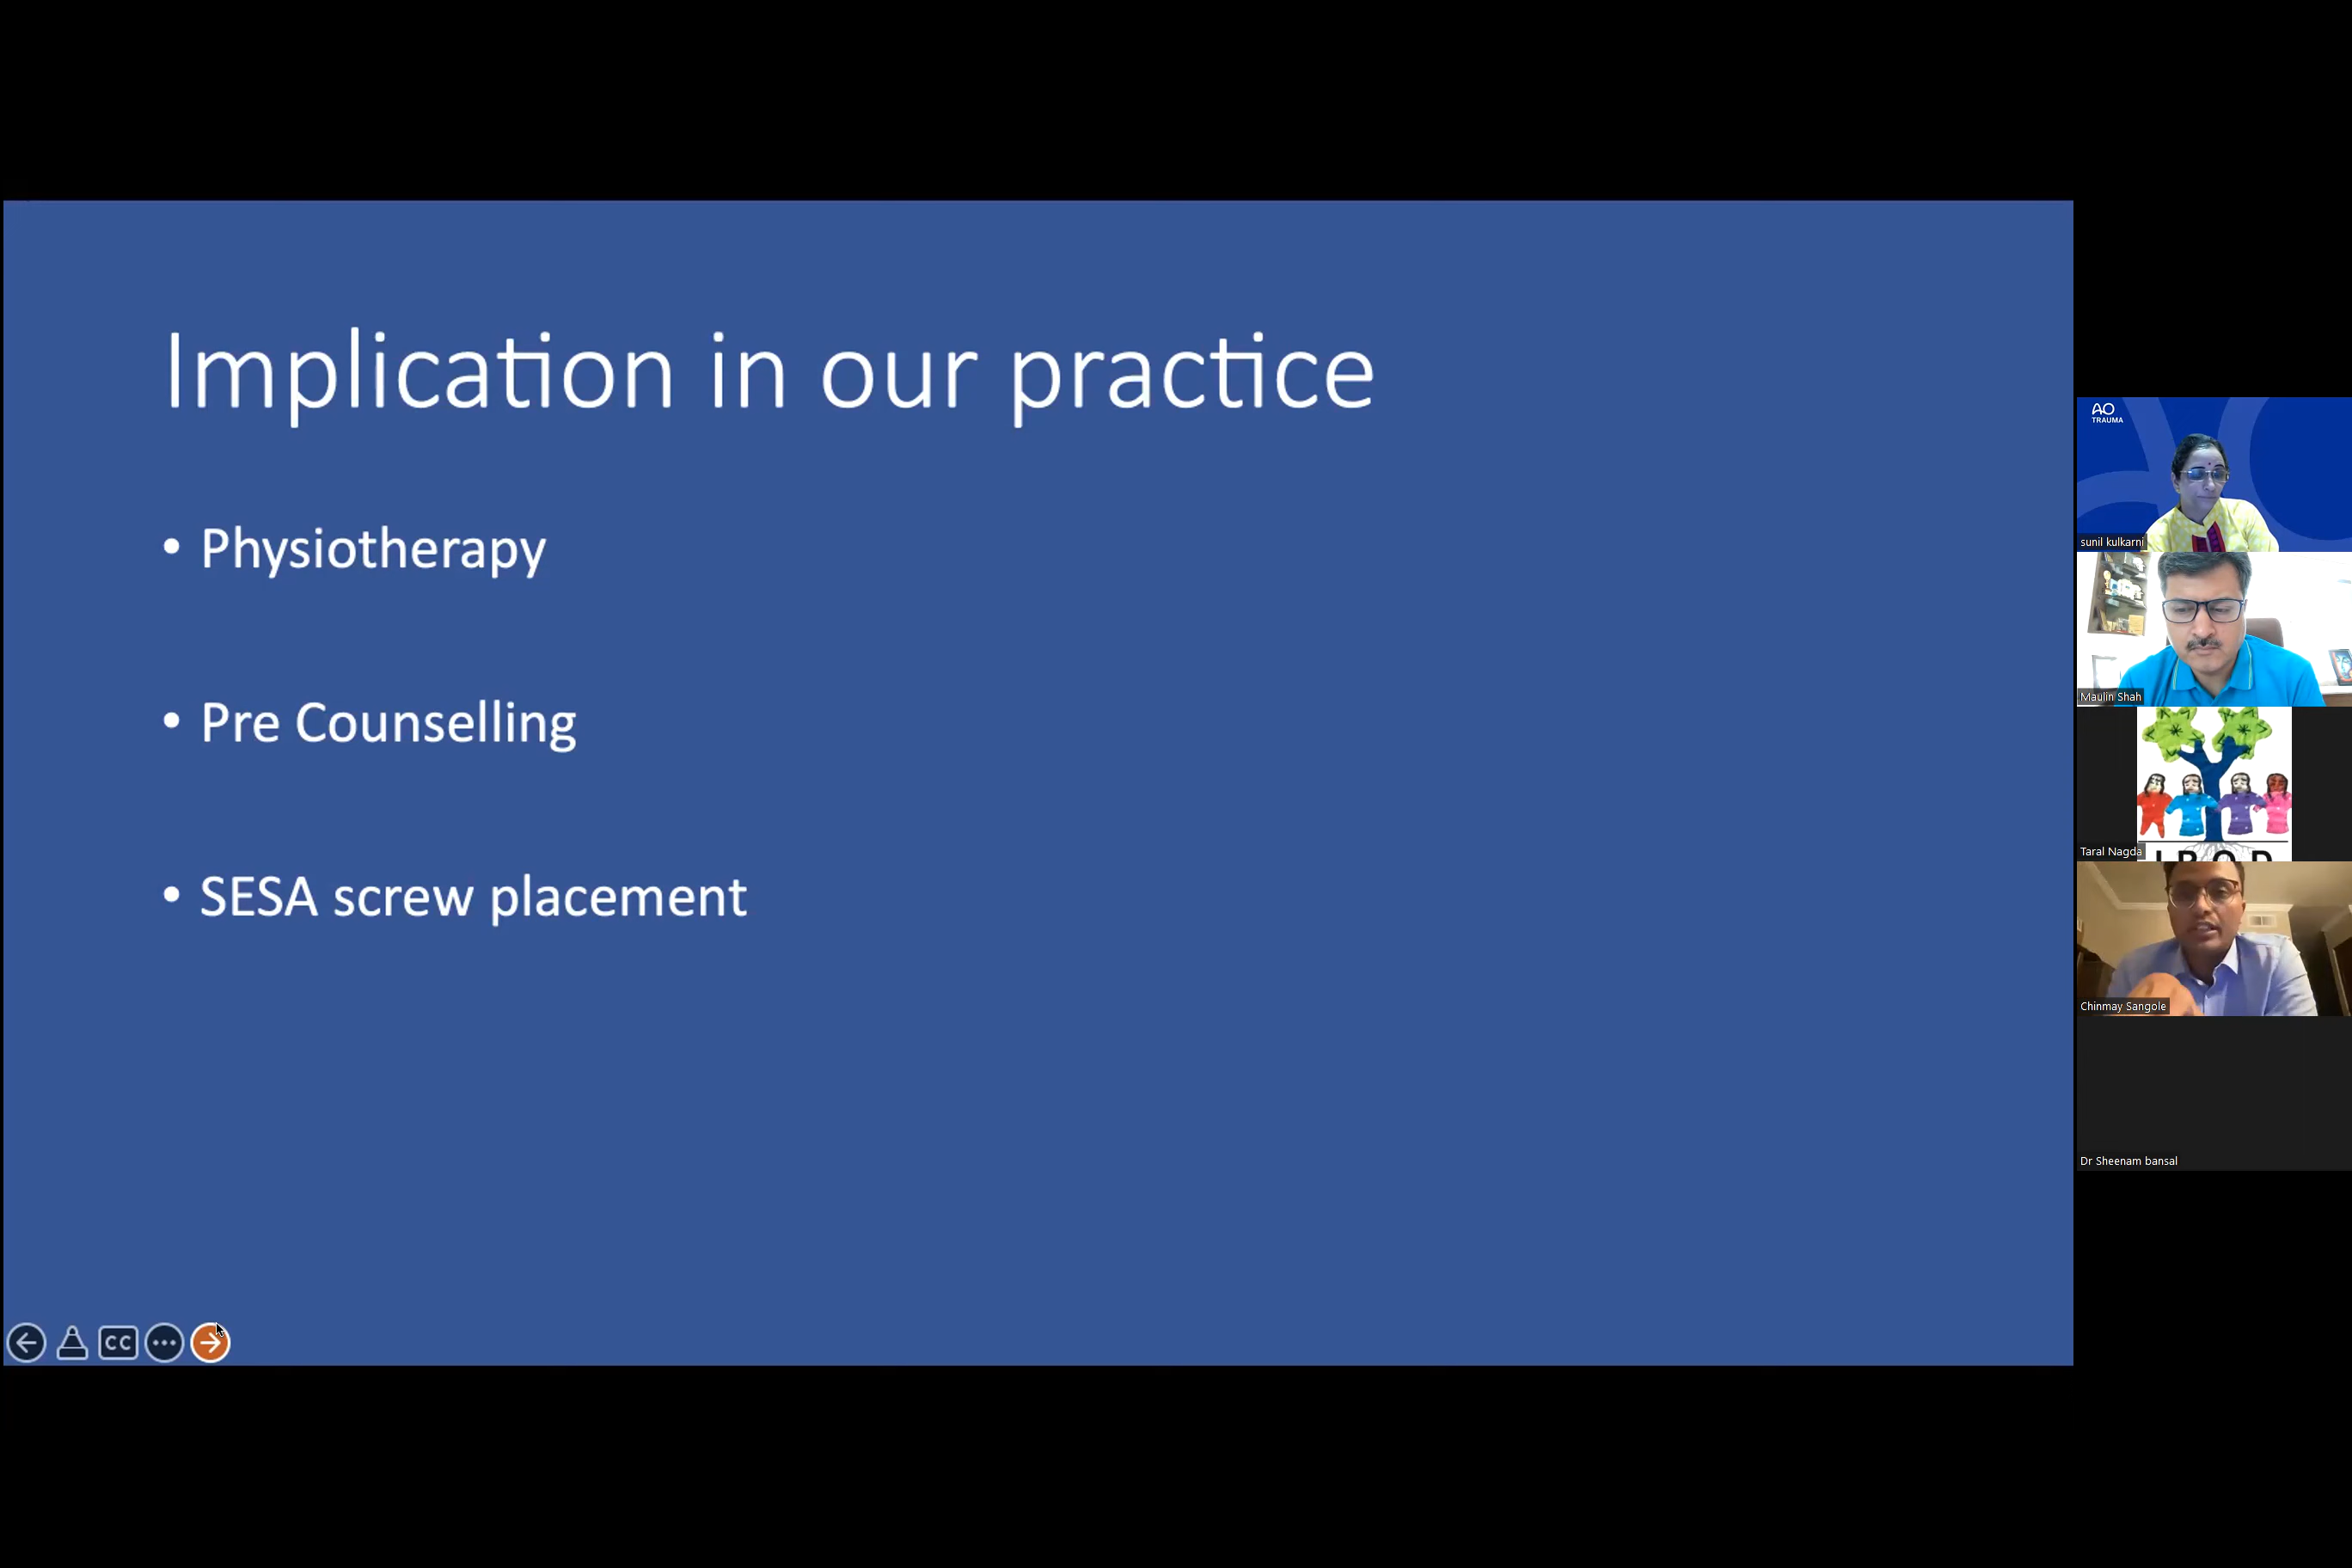 Implication in our practice
• Physiotherapy
• Pre Counselling
• SESA screw placement
CC
AO
TRAUMA
sunil kulkarni
Maulin Shah
Taral Nagda
Chinmay Sangole
Dr Sheenam bansal